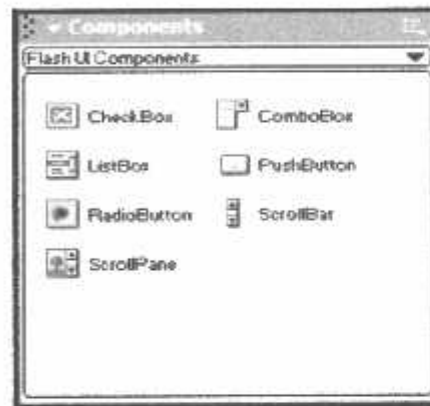 Components
Flash UI Components
CheckBox ComboBox
ListBox PushButton
RadioButton ScrollBar
ScrollPane